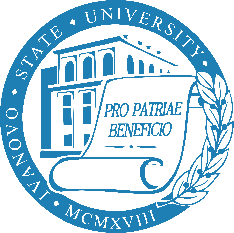 IVANOVO • STATE • UNIVERSITY •
PRO PATRIAE
BENEFICIO
MCMXVIII